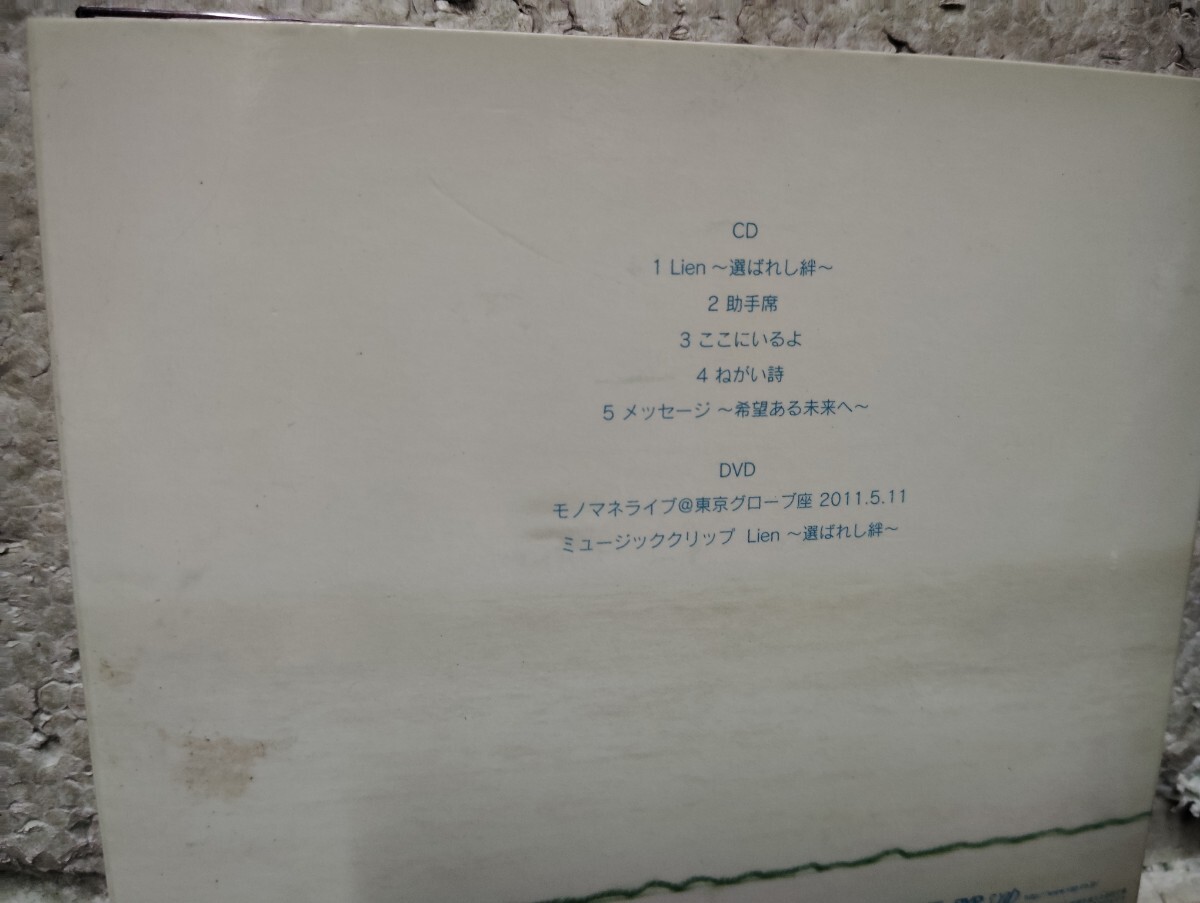 CD
1 Lien ～選ばれし絆～
2 助手席
3 ここにいるよ
4 ねがい詩
5 メッセージ ～希望ある未来へ～
DVD
モノマネライブ@東京グローブ座 2011.5.11
ミュージッククリップ Lien ～選ばれし絆～